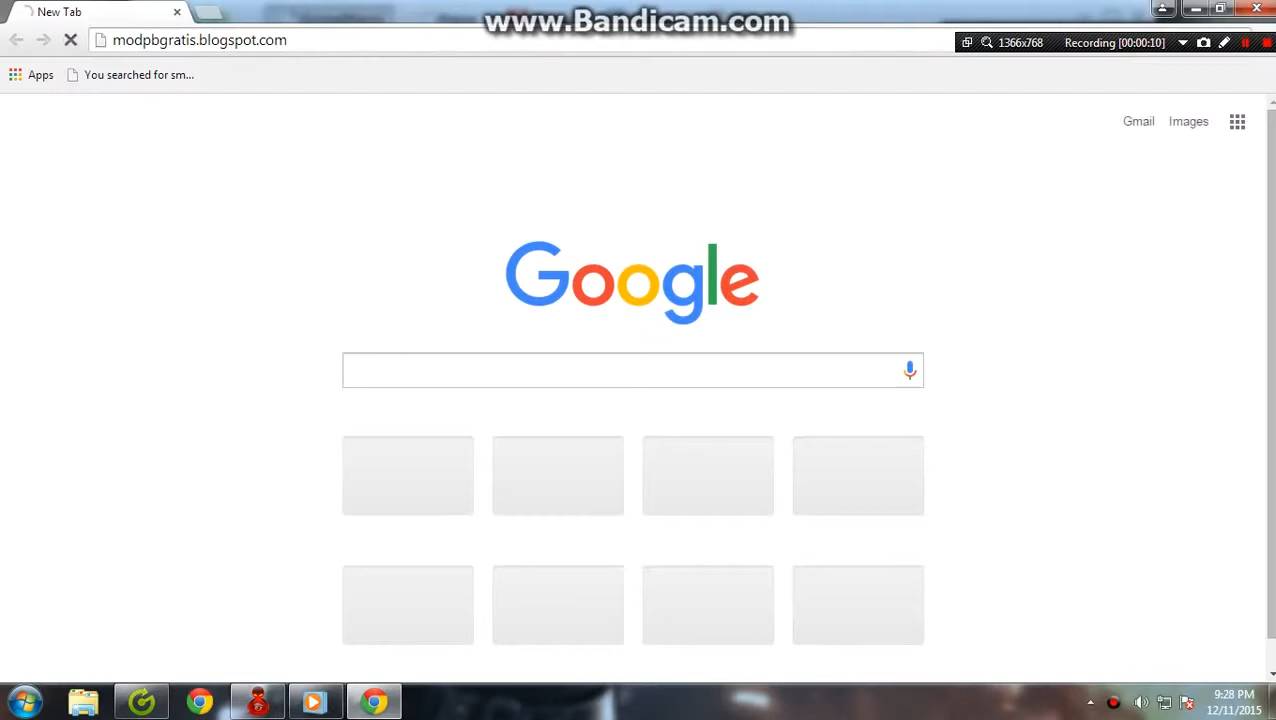 New Tab
www.Bandicam.com
modpbgratis.blogspot.com
1366x768 Recording [00:00:10]
Apps You searched for sm...
Gmail Images
Google
9:28 PM
12/11/2015